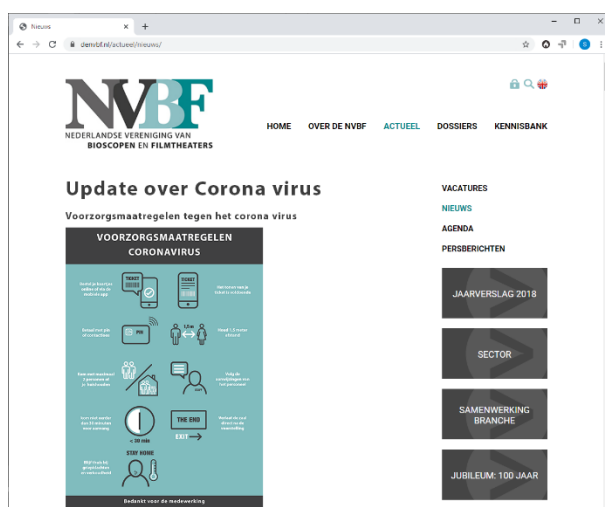 Nieuws
denvbf.nl/actueel/nieuws/
NVBF
NEDERLANDSE VERENIGING VAN
BIOSCOPEN EN FILMTHEATERS
HOME
OVER DE NVBF
ACTUEEL
DOSSIERS
KENNISBANK
Update over Corona virus
Voorzorgsmaatregelen tegen het corona virus
VOORZORGSMAATREGELEN
CORONAVIRUS
TICKET
TICKET
PIN
1,5 m
THE END
EXIT
< 30 min
STAY HOME
Bedankt voor de medewerking
VACATURES
NIEUWS
AGENDA
PERSBERICHTEN
JAARVERSLAG 2018
SECTOR
SAMENWERKING
BRANCHE
JUBILEUM: 100 JAAR